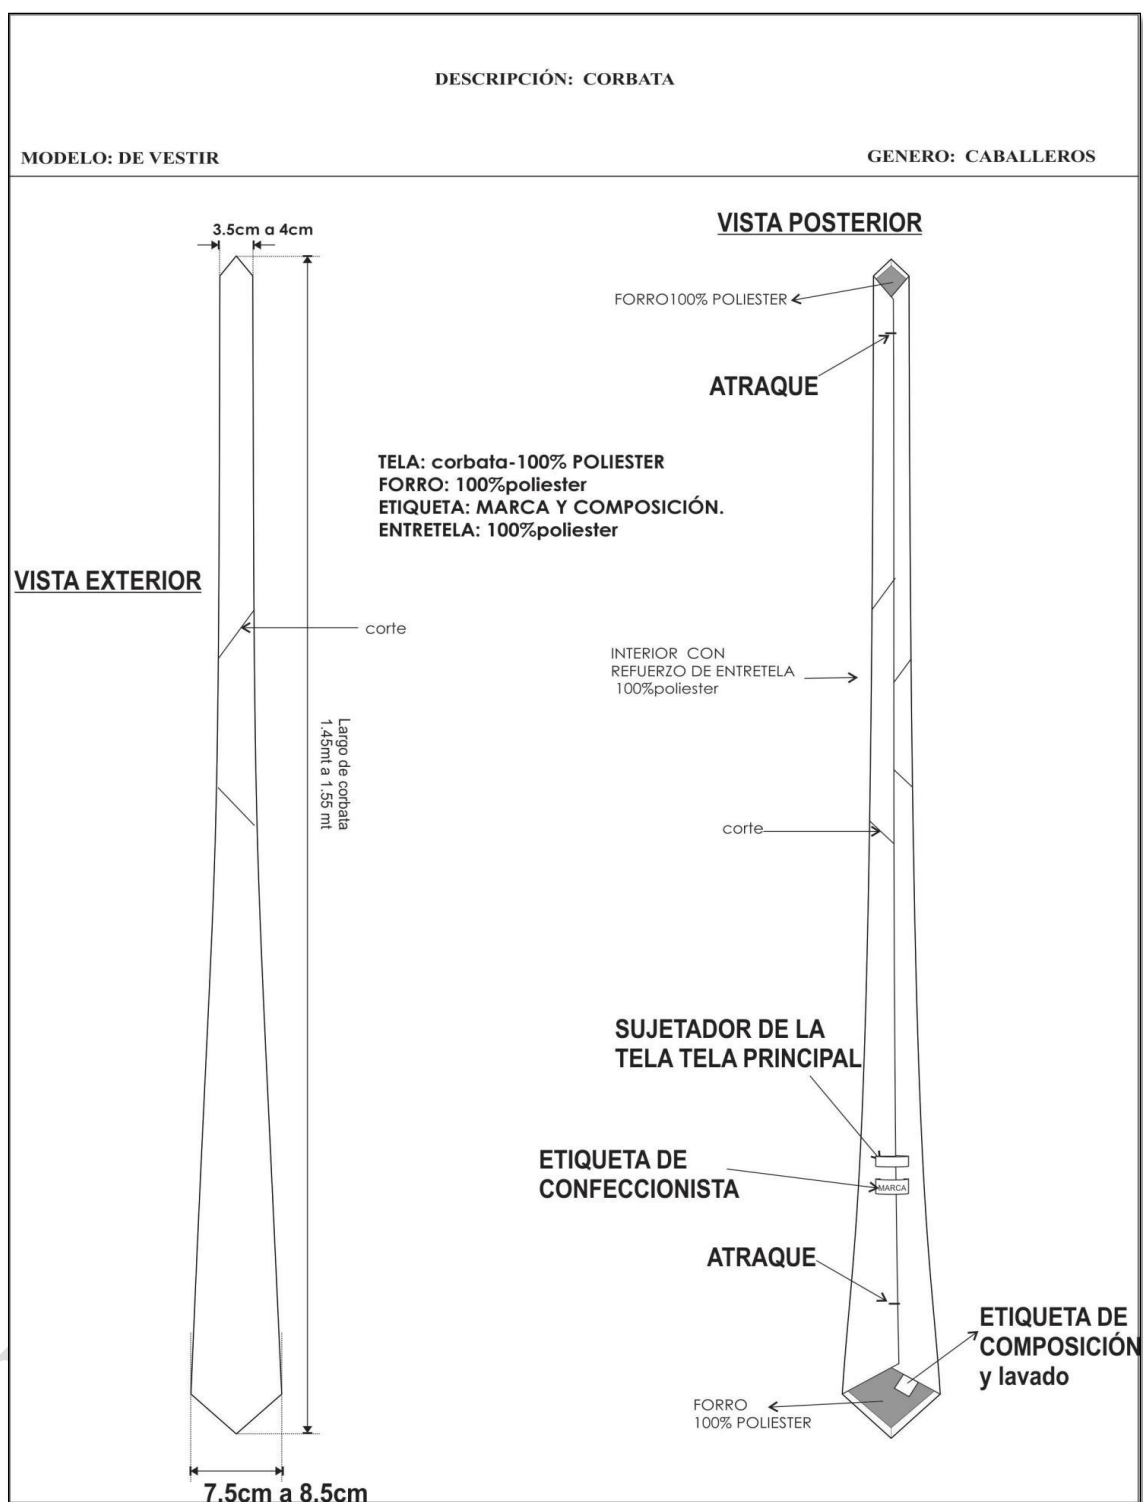 DESCRIPCIÓN: CORBATA
MODELO: DE VESTIR
GENERO: CABALLEROS
3.5cm a 4cm
VISTA POSTERIOR
FORRO100% POLIESTER
ATRAQUE
TELA: corbata-100% POLIESTER
FORRO: 100%poliester
ETIQUETA: MARCA Y COMPOSICIÓN.
ENTRETELA: 100%poliester
VISTA EXTERIOR
corte
INTERIOR CON
REFUERZO DE ENTRETELA
100%poliester
Largo de corbata
1.45mt a 1.55 mt
corte
SUJETADOR DE LA
TELA TELA PRINCIPAL
ETIQUETA DE
CONFECCIONISTA
MARCA
ATRAQUE
ETIQUETA DE
COMPOSICIÓN
y lavado
FORRO
100% POLIESTER
7.5cm a 8.5cm